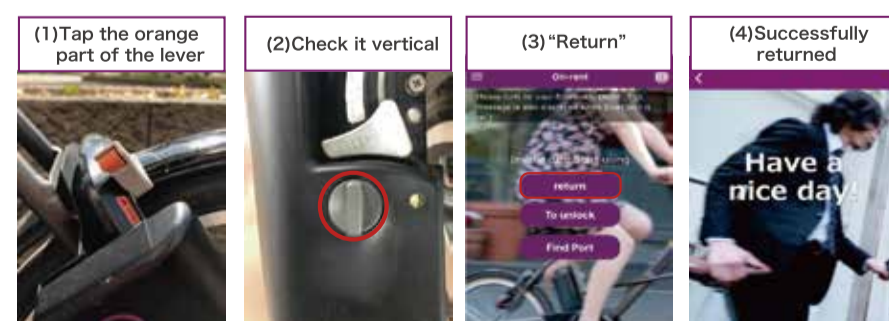 (1)Tap the orange
part of the lever
(2)Check it vertical
(3)“Return”
(4)Successfully
returned
On-rent
return
To unlock
Find Port
Have a
nice day!